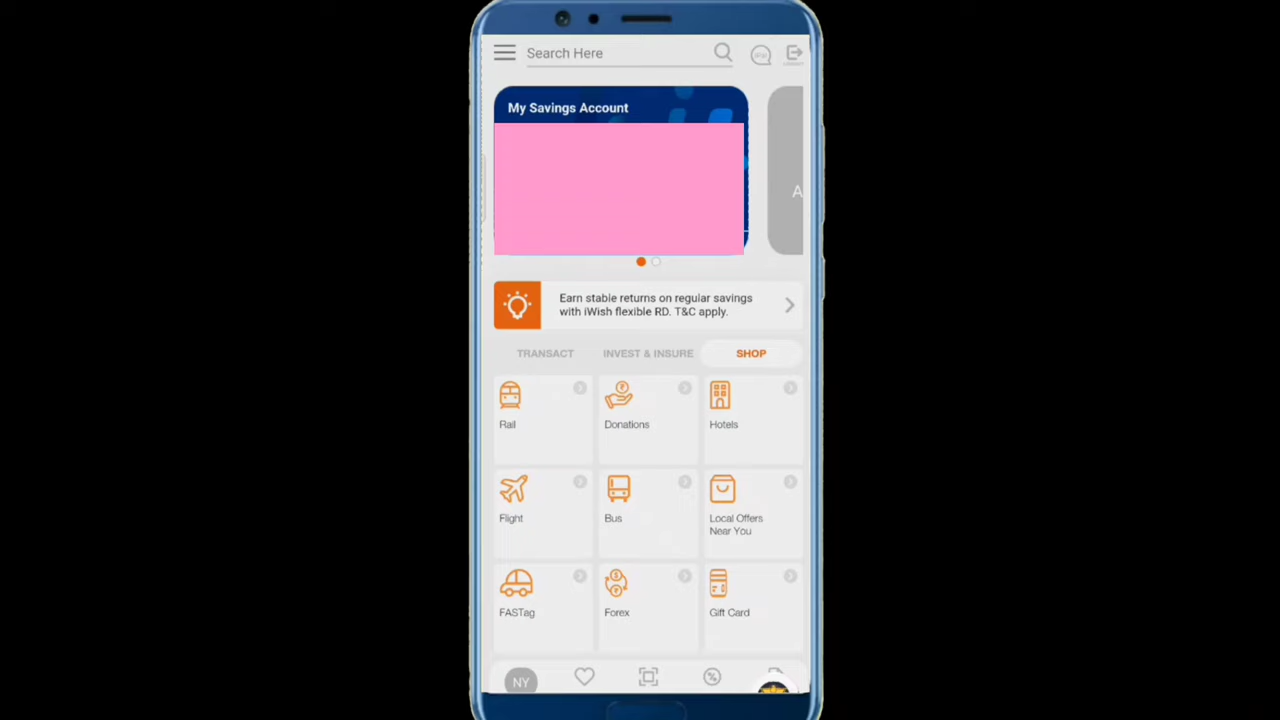 Search Here
My Savings Account
A
Earn stable returns on regular savings
with iWish flexible RD. T&C apply.
TRANSACT
INVEST & INSURE
SHOP
Rail
Donations
Hotels
Flight
Bus
Local Offers
Near You
FASTag
Forex
Gift Card
NY